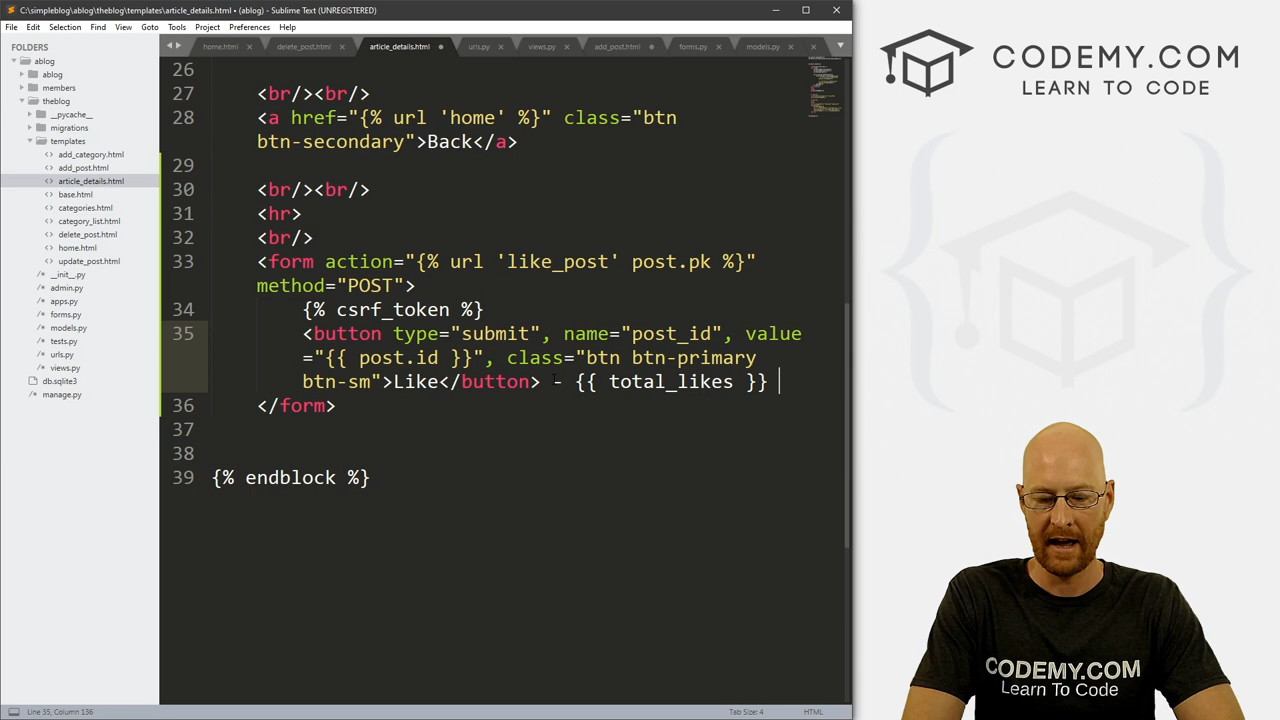 C:\simpleblog\ablog\theblog\templates\article_details.html • (ablog) - Sublime Text (UNREGISTERED)
File Edit Selection Find View Goto Tools Project Preferences Help
FOLDERS
ablog
ablog
members
theblog
__pycache__
migrations
templates
add_category.html
add_post.html
article_details.html
base.html
categories.html
category_list.html
delete_post.html
home.html
update_post.html
__init__.py
admin.py
apps.py
forms.py
models.py
tests.py
urls.py
views.py
db.sqlite3
manage.py
home.html delete_post.html article_details.html urls.py views.py add_post.html forms.py models.py
26
27 <br/><br/>
28 <a href="{% url 'home' %}" class="btn
btn-secondary">Back</a>
29
30 <br/><br/>
31 <hr>
32 <br/>
33 <form action="{% url 'like_post' post.pk %}"
method="POST">
34 {% csrf_token %}
35 <button type="submit", name="post_id", value
="{{ post.id }}", class="btn btn-primary
btn-sm">Like</button> - {{ total_likes }}
36 </form>
37
38
39 {% endblock %}
Line 35, Column 136
Tab Size: 4
HTML
CODEMY.COM
LEARN TO CODE
CODEMY.COM
Learn To Code